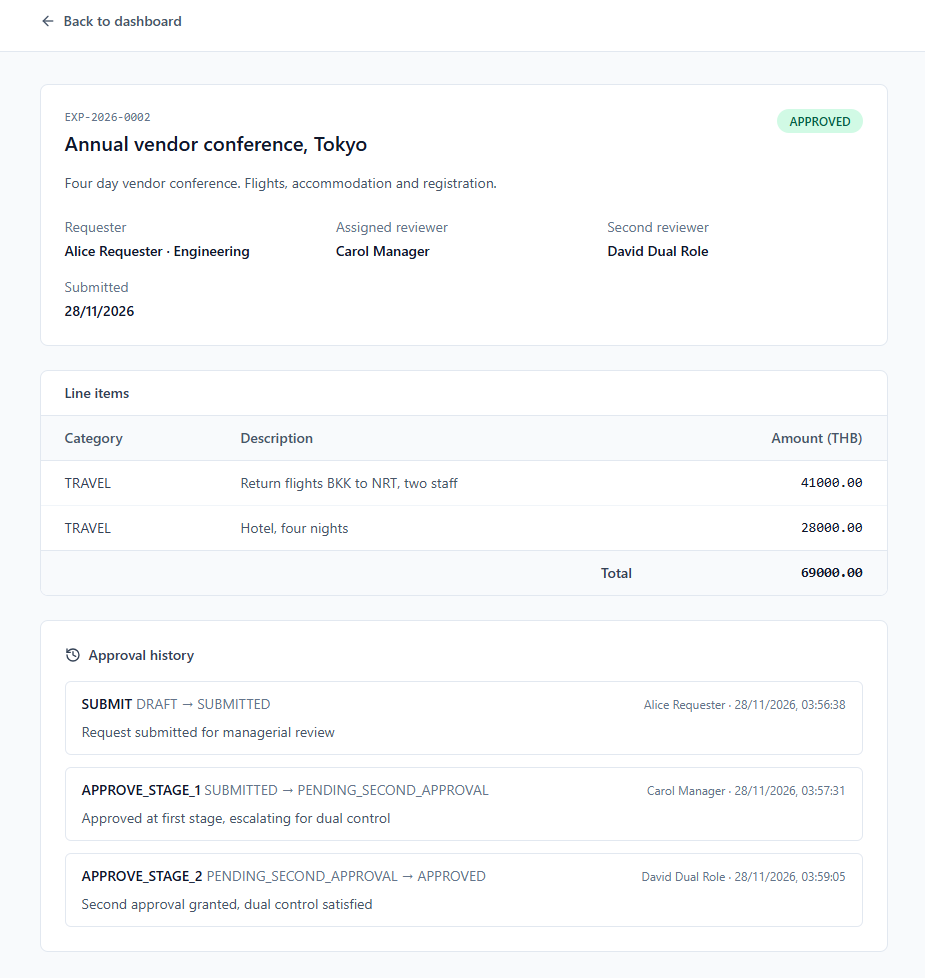 Back to dashboard
EXP-2026-0002
APPROVED
Annual vendor conference, Tokyo
Four day vendor conference. Flights, accommodation and registration.
Requester
Assigned reviewer
Second reviewer
Alice Requester · Engineering
Carol Manager
David Dual Role
Submitted
28/11/2026
Line items
Category Description Amount (THB)
TRAVEL Return flights BKK to NRT, two staff 41000.00
TRAVEL Hotel, four nights 28000.00
Total 69000.00
Approval history
SUBMIT DRAFT → SUBMITTED Alice Requester · 28/11/2026, 03:56:38
Request submitted for managerial review
APPROVE_STAGE_1 SUBMITTED → PENDING_SECOND_APPROVAL Carol Manager · 28/11/2026, 03:57:31
Approved at first stage, escalating for dual control
APPROVE_STAGE_2 PENDING_SECOND_APPROVAL → APPROVED David Dual Role · 28/11/2026, 03:59:05
Second approval granted, dual control satisfied